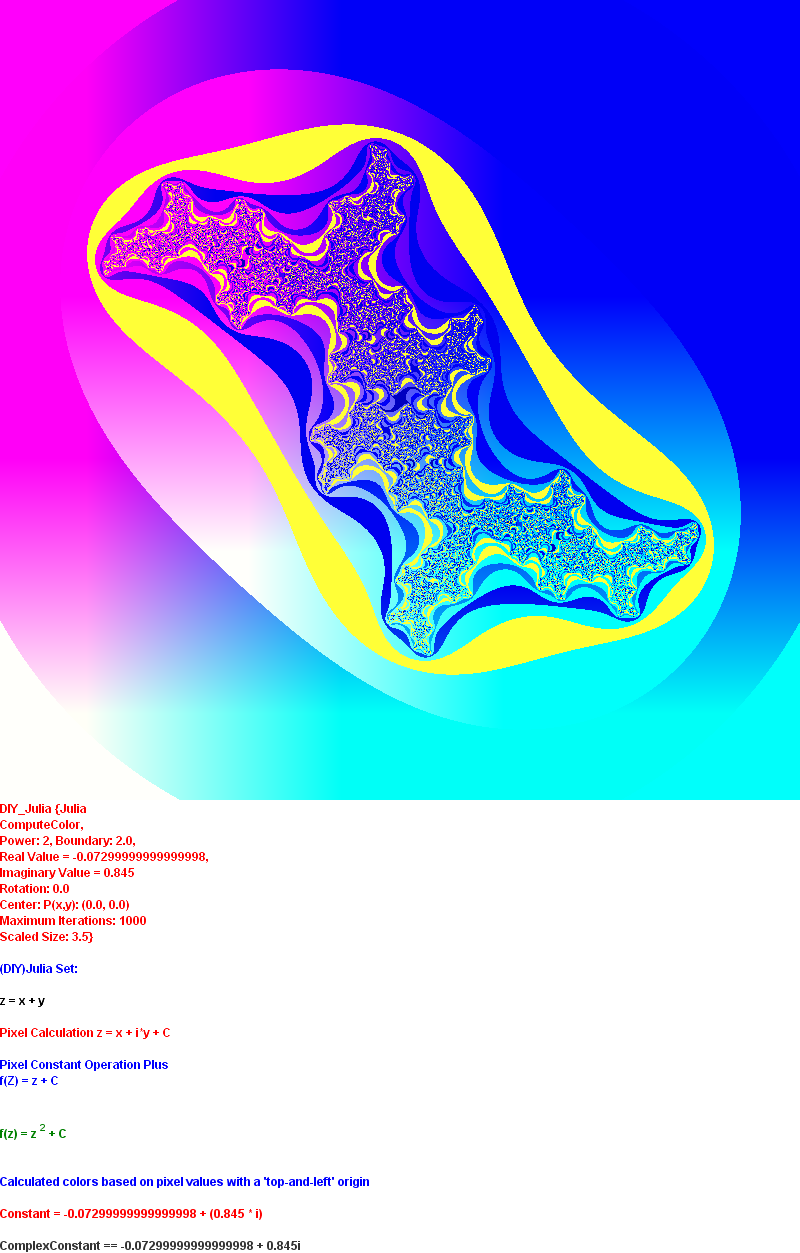 DIY_Julia {Julia
ComputeColor,
Power: 2, Boundary: 2.0,
Real Value = -0.07299999999999998,
Imaginary Value = 0.845
Rotation: 0.0
Center: P(x,y): (0.0, 0.0)
Maximum Iterations: 1000
Scaled Size: 3.5}
(DIY)Julia Set:
z = x + y
Pixel Calculation z = x + i*y + C
Pixel Constant Operation Plus
f(Z) = z + C
f(z) = z 2 + C
Calculated colors based on pixel values with a 'top-and-left' origin
Constant = -0.07299999999999998 + (0.845 * i)
ComplexConstant == -0.07299999999999998 + 0.845i